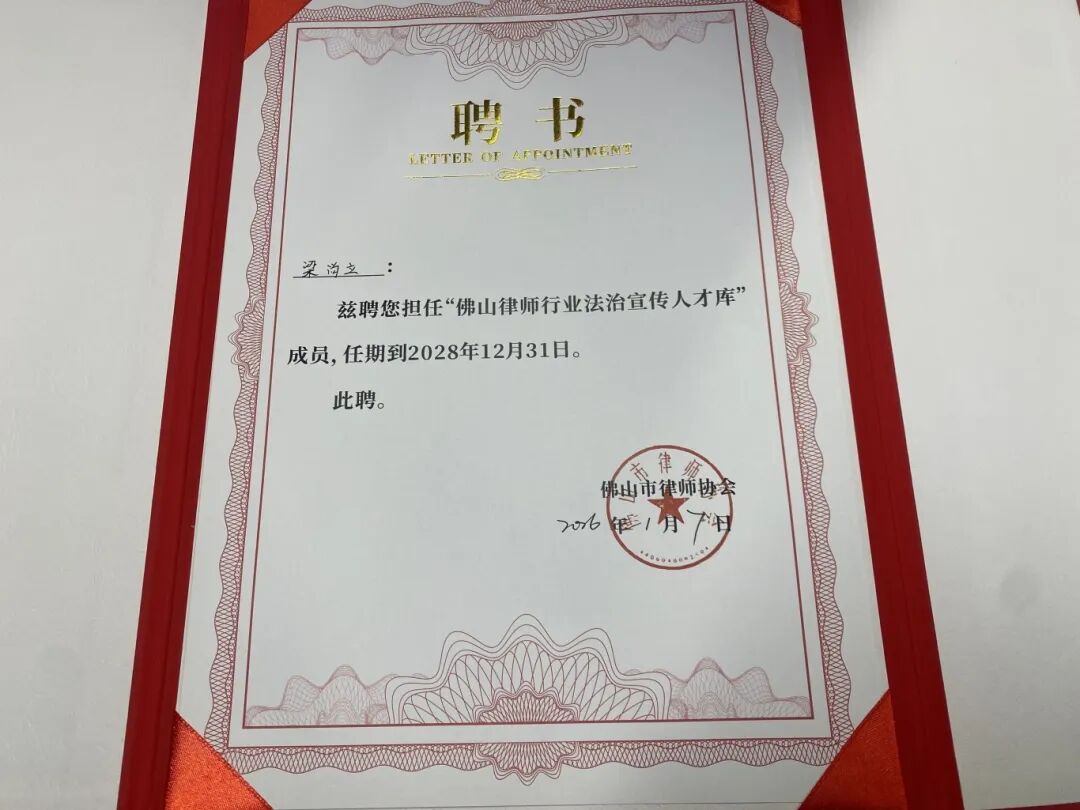 聘书
LETTER OF APPOINTMENT
梁尚立：
兹聘您担任“佛山律师行业法治宣传人才库”
成员，任期到2028年12月31日。
此聘。
佛山市律师协会
2026年1月7日